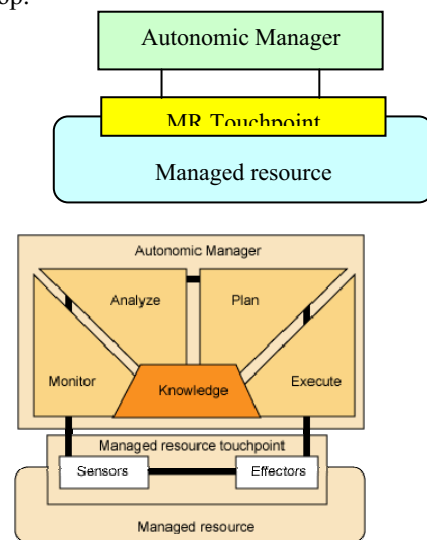 op.
Autonomic Manager
MR Touchpoint
Managed resource
Autonomic Manager
Analyze
Plan
Monitor
Knowledge
Execute
Managed resource touchpoint
Sensors
Effectors
Managed resource